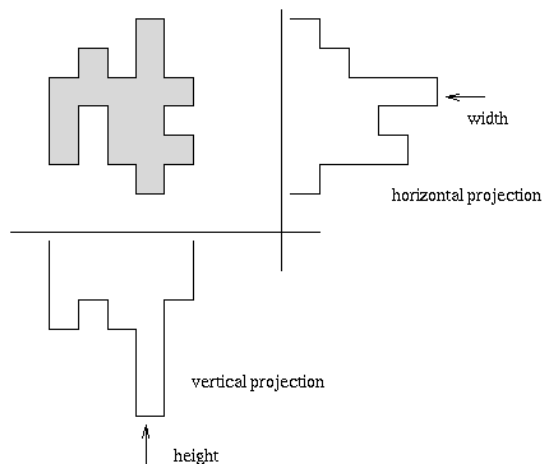 width
horizontal projection
vertical projection
height